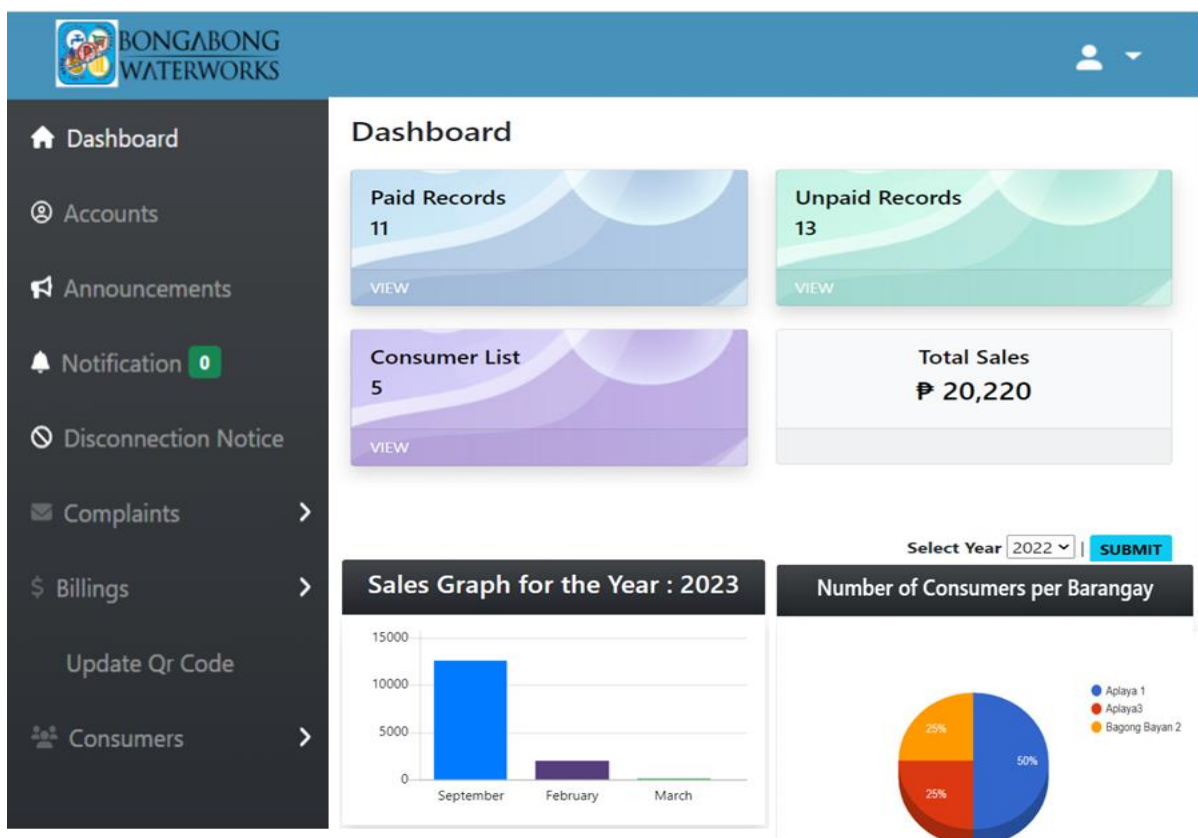 BONGABONG
WATERWORKS
Dashboard
Accounts
Announcements
Notification 0
Disconnection Notice
Complaints
$ Billings
Update Qr Code
Consumers
Dashboard
Paid Records
11
VIEW
Unpaid Records
13
VIEW
Consumer List
5
VIEW
Total Sales
₱ 20,220
Select Year 2022 | SUBMIT
Sales Graph for the Year : 2023
15000
10000
5000
0
September February March
Number of Consumers per Barangay
25%
50%
25%
Aplaya 1
Aplaya3
Bagong Bayan 2